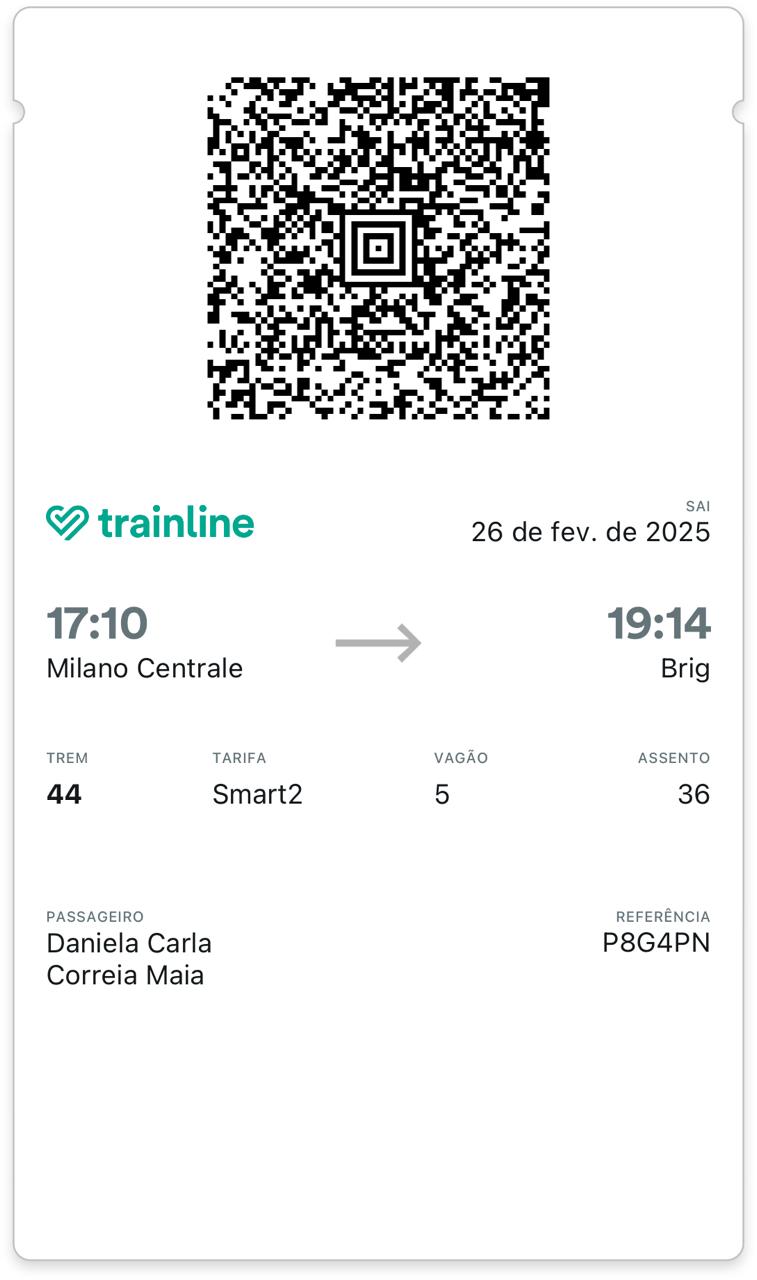 trainline
SAI
26 de fev. de 2025
17:10
19:14
Milano Centrale
Brig
TREM
TARIFA
VAGÃO
ASSENTO
44
Smart2
5
36
PASSAGEIRO
REFERÊNCIA
Daniela Carla
P8G4PN
Correia Maia